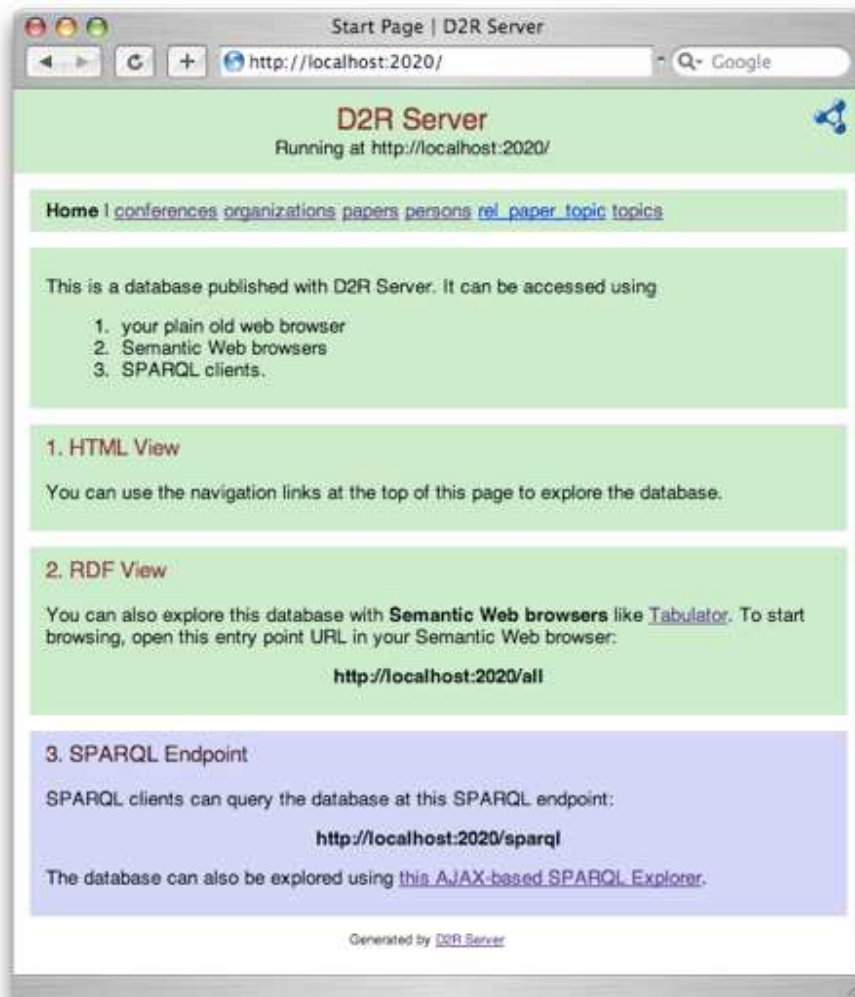 Start Page | D2R Server
http://localhost:2020/
Google
D2R Server
Running at http://localhost:2020/
Home | conferences organizations papers persons rel_paper_topic topics
This is a database published with D2R Server. It can be accessed using
1. your plain old web browser
2. Semantic Web browsers
3. SPARQL clients.
1. HTML View
You can use the navigation links at the top of this page to explore the database.
2. RDF View
You can also explore this database with Semantic Web browsers like Tabulator. To start
browsing, open this entry point URL in your Semantic Web browser:
http://localhost:2020/all
3. SPARQL Endpoint
SPARQL clients can query the database at this SPARQL endpoint:
http://localhost:2020/sparql
The database can also be explored using this AJAX-based SPARQL Explorer.
Generated by D2R Server